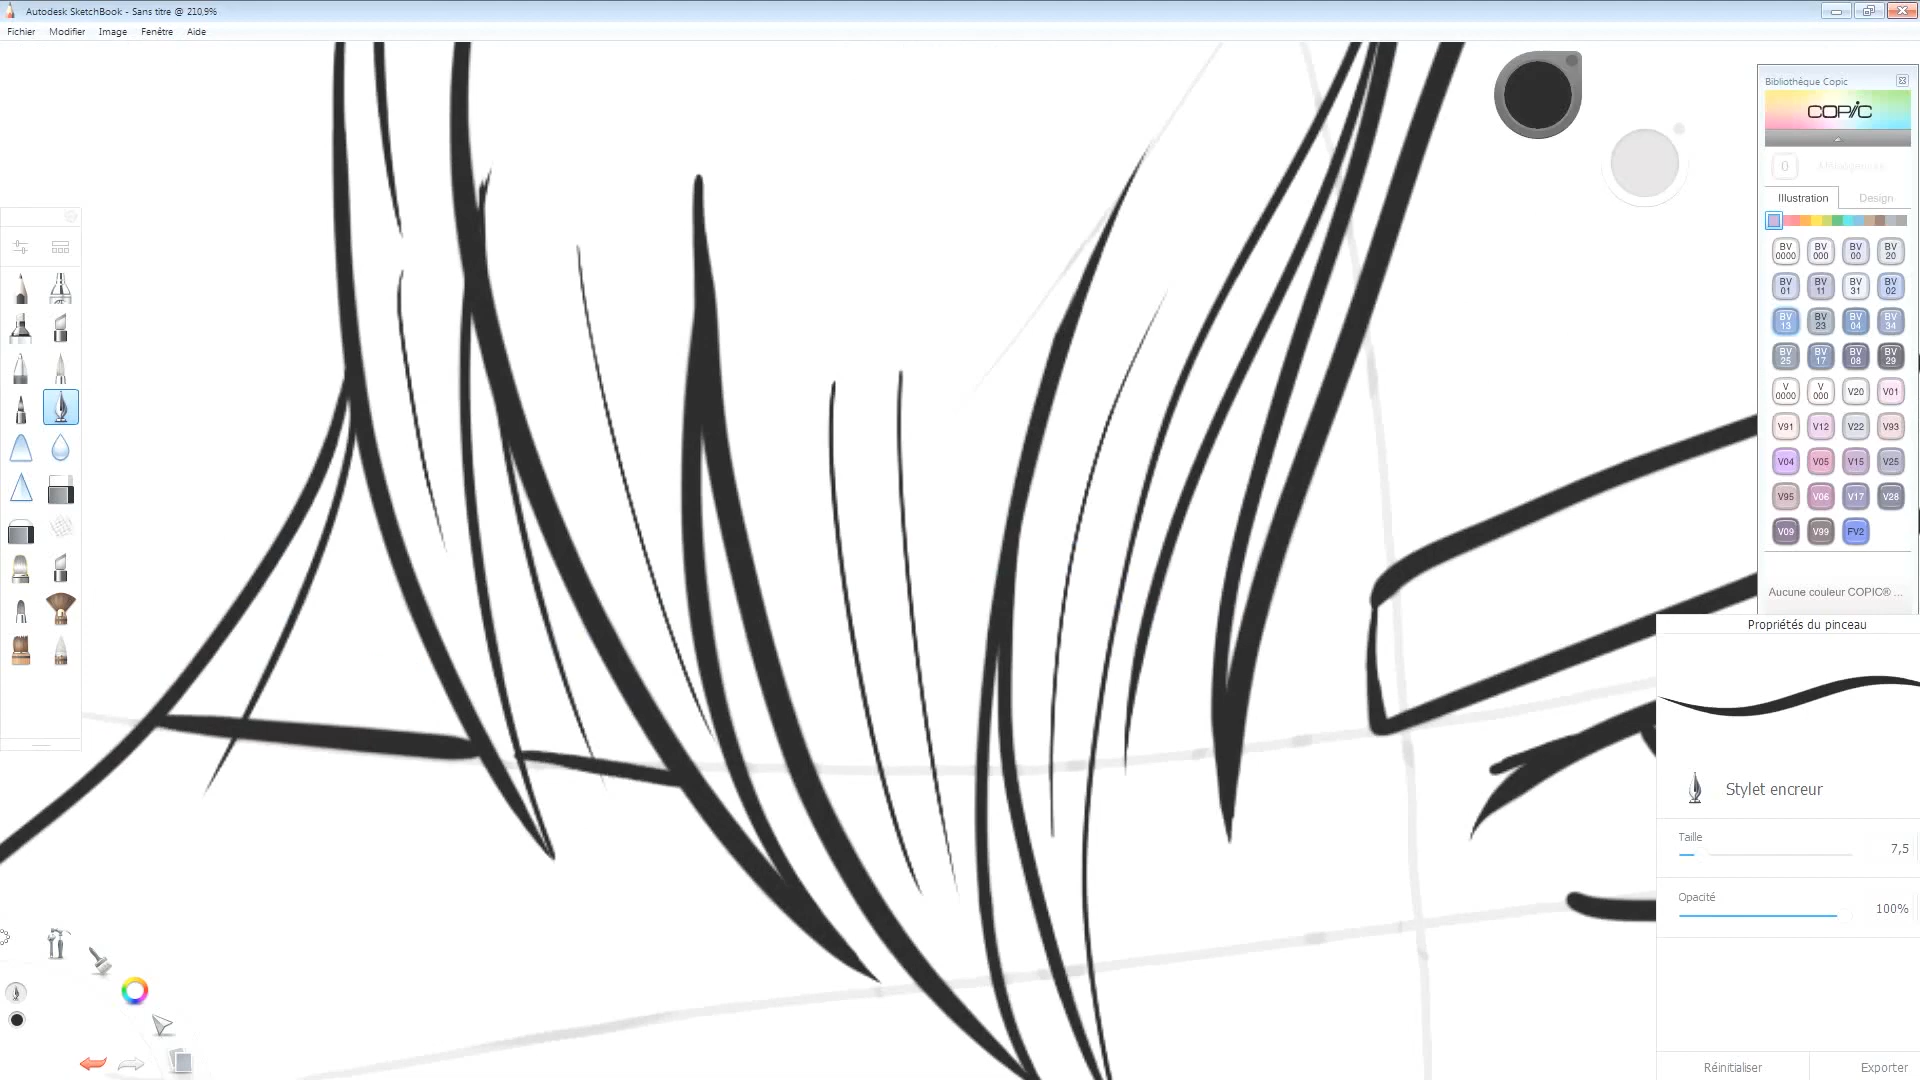 Autodesk SketchBook - Sans titre @ 210,9%
Fichier Modifier Image Fenêtre Aide
Bibliothèque Copic
COPIC
0
Illustration Design
BV 0000 BV 000 BV 00 BV 20
BV 01 BV 11 BV 31 BV 02
BV 13 BV 23 BV 04 BV 34
BV 25 BV 17 BV 08 BV 29
V 0000 V 000 V20 V01
V91 V12 V22 V93
V04 V05 V15 V25
V95 V06 V17 V28
V09 V99 FV2
Aucune couleur COPIC® ...
Propriétés du pinceau
Stylet encreur
Taille
7,5
Opacité
100%
Réinitialiser Exporter